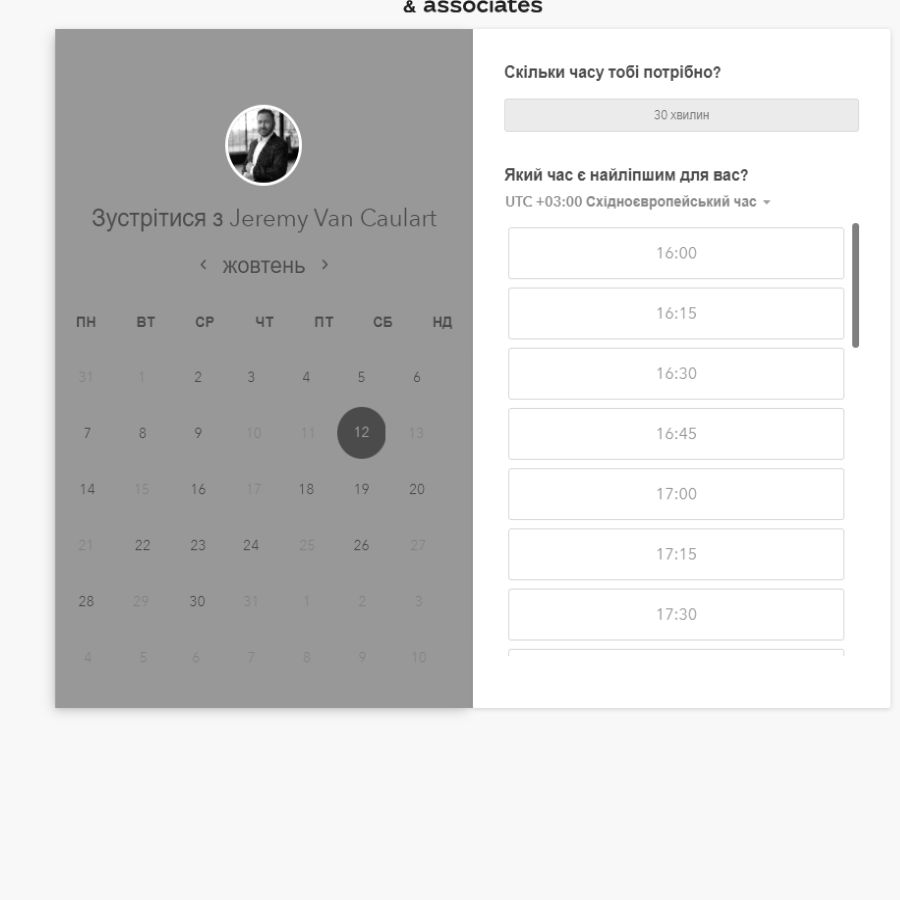 & associates
Зустрітися з Jeremy Van Caulart
‹ жовтень ›
ПН ВТ СР ЧТ ПТ СБ НД
31 1 2 3 4 5 6
7 8 9 10 11 12 13
14 15 16 17 18 19 20
21 22 23 24 25 26 27
28 29 30 31 1 2 3
4 5 6 7 8 9 10
Скільки часу тобі потрібно?
30 хвилин
Який час є найліпшим для вас?
UTC +03:00 Східноєвропейський час
16:00
16:15
16:30
16:45
17:00
17:15
17:30